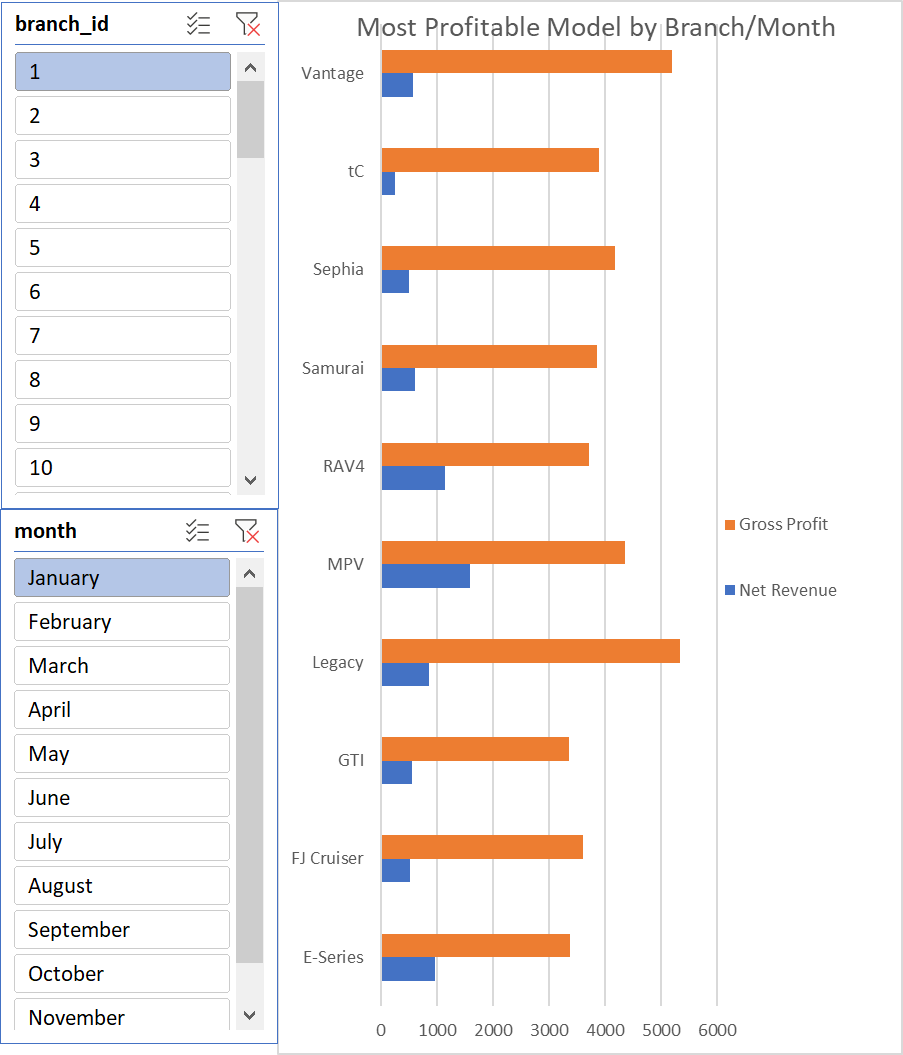 branch_id
1
2
3
4
5
6
7
8
9
10
month
January
February
March
April
May
June
July
August
September
October
November
Most Profitable Model by Branch/Month
Vantage
tC
Sephia
Samurai
RAV4
MPV
Legacy
GTI
FJ Cruiser
E-Series
0 1000 2000 3000 4000 5000 6000
Gross Profit
Net Revenue